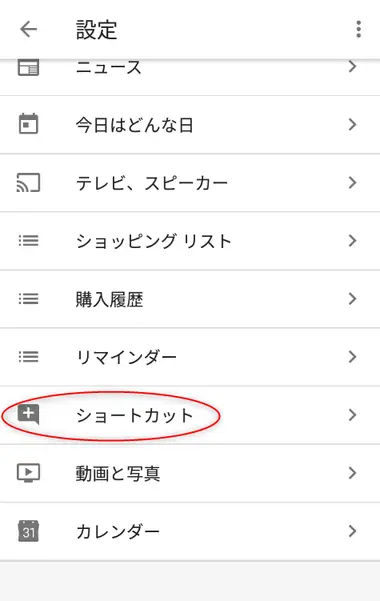 設定
ニュース
今日はどんな日
テレビ、スピーカー
ショッピング リスト
購入履歴
リマインダー
ショートカット
動画と写真
31 カレンダー